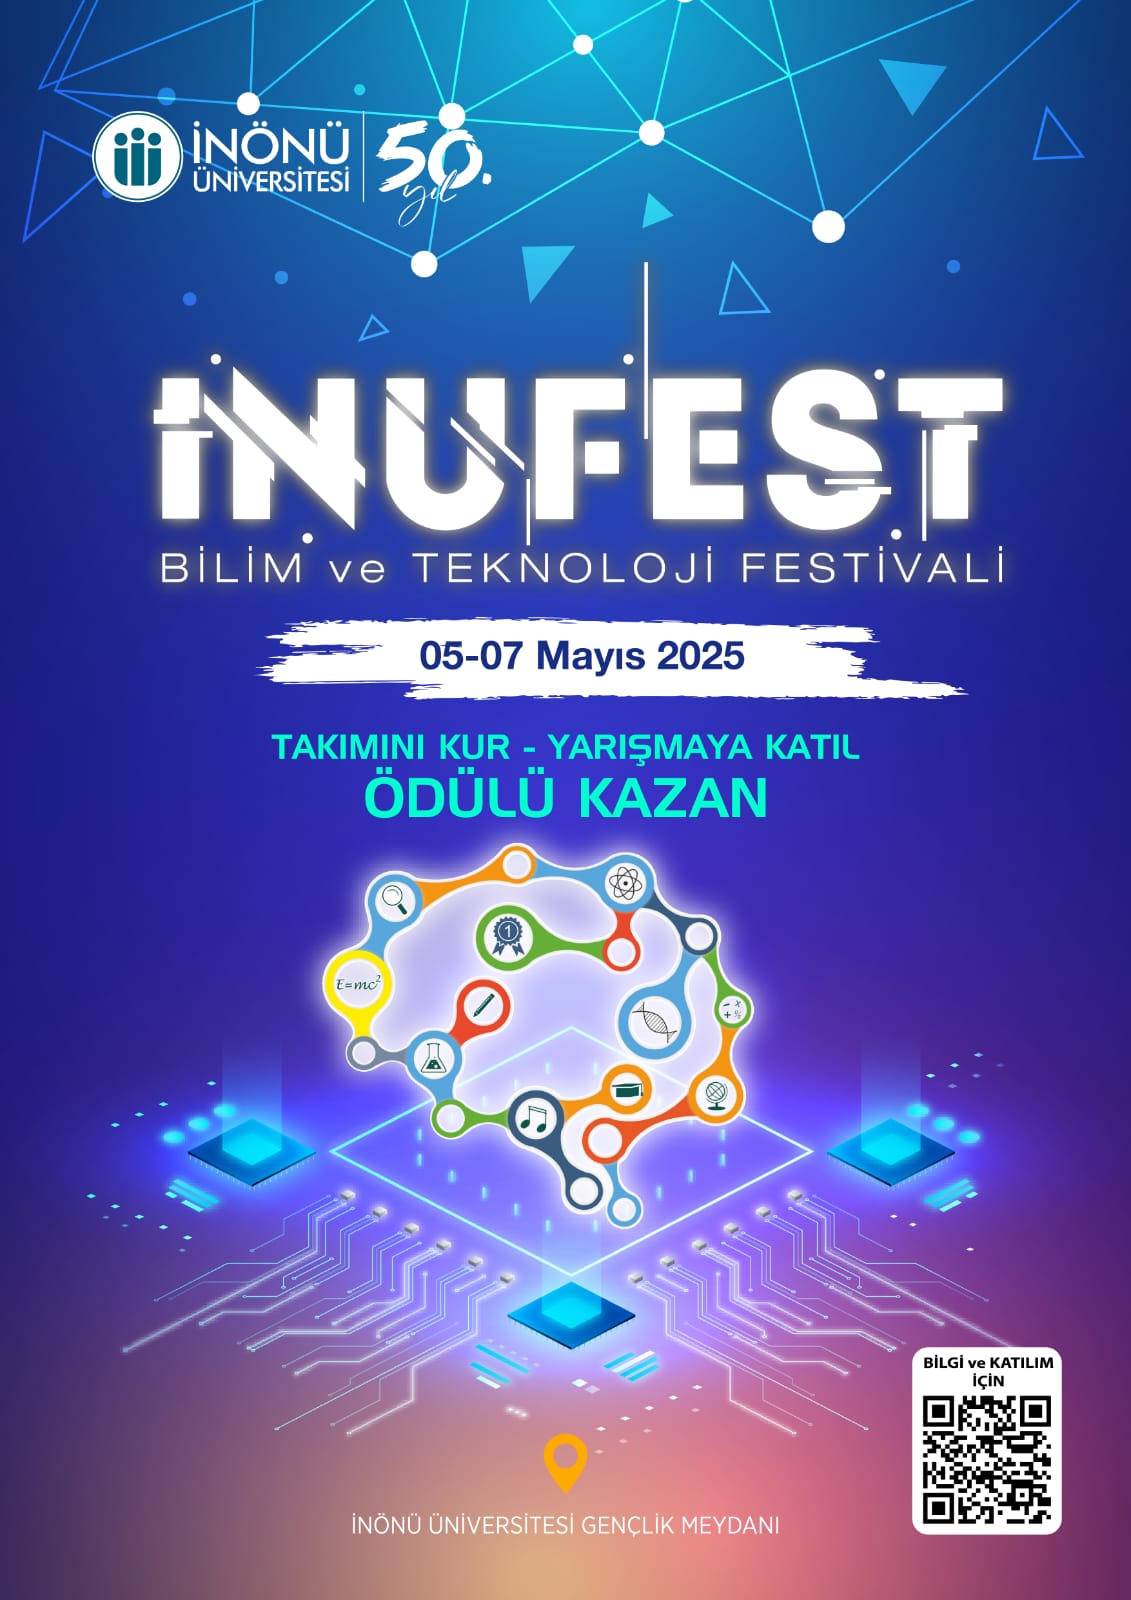 İNÖNÜ
ÜNİVERSİTESİ
50.
yıl
İNUFEST
BİLİM ve TEKNOLOJİ FESTİVALİ
05-07 Mayıs 2025
TAKIMINI KUR - YARIŞMAYA KATIL
ÖDÜLÜ KAZAN
1
E=mc²
- x
+ %
BİLGİ ve KATILIM
İÇİN
İNÖNÜ ÜNİVERSİTESİ GENÇLİK MEYDANI